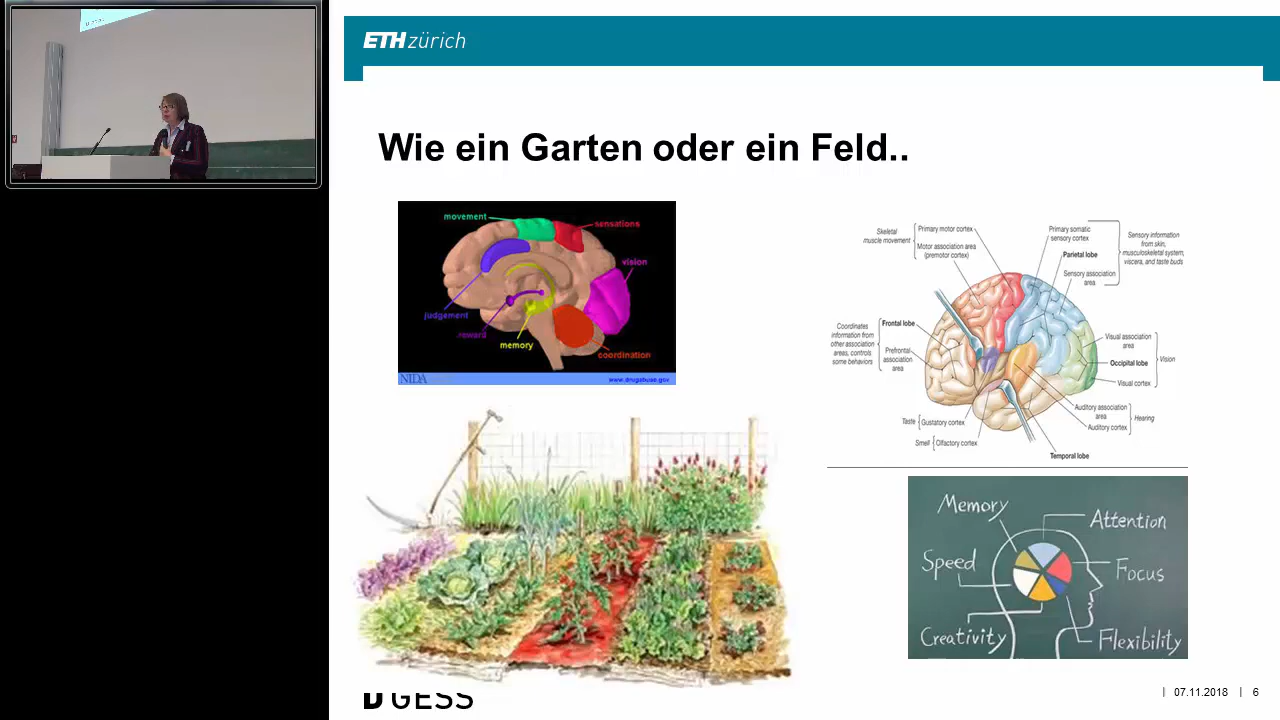 ETH zürich
Wie ein Garten oder ein Feld..
movement
sensations
vision
judgement
reward
memory
coordination
NIDA
www.drugabuse.gov
Skeletal
muscle movement
Primary motor cortex
Motor association area
(premotor cortex)
Primary somatic
sensory cortex
Parietal lobe
Sensory association
area
Sensory information
from skin,
musculoskeletal system,
viscera, and taste buds
Coordinates
information from
other association
areas, controls
some behaviors
Frontal lobe
Prefrontal
association
area
Visual association
area
Occipital lobe
Visual cortex
Vision
Taste
Gustatory cortex
Smell
Olfactory cortex
Auditory association
area
Auditory cortex
Hearing
Temporal lobe
Memory
Attention
Speed
Focus
Creativity
Flexibility
D GESS
| 07.11.2018 | 6